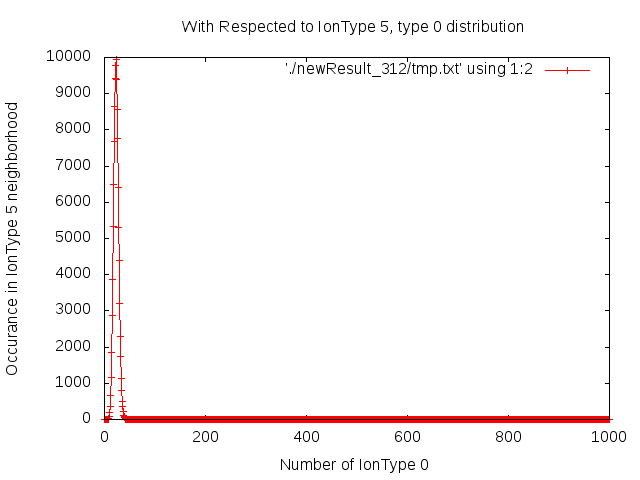 With Respected to IonType 5, type 0 distribution
'./newResult_312/tmp.txt' using 1:2
Occurance in IonType 5 neighborhood
10000
9000
8000
7000
6000
5000
4000
3000
2000
1000
0
0 200 400 600 800 1000
Number of IonType 0